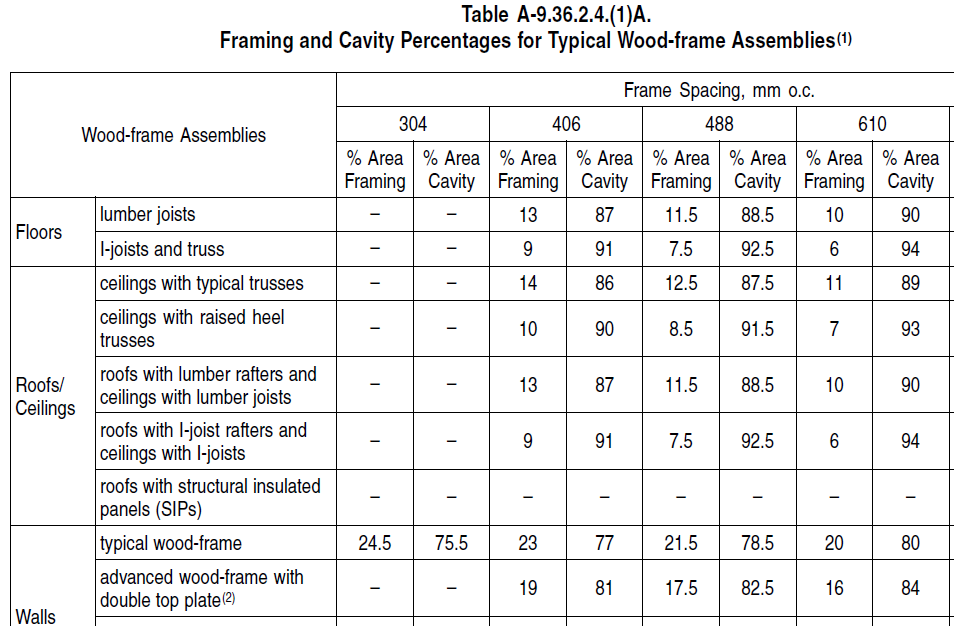 Table A-9.36.2.4.(1)A.
Framing and Cavity Percentages for Typical Wood-frame Assemblies(1)
Wood-frame Assemblies
Frame Spacing, mm o.c.
304 406 488 610
% Area Framing % Area Cavity % Area Framing % Area Cavity % Area Framing % Area Cavity % Area Framing % Area Cavity
Floors
lumber joists – – 13 87 11.5 88.5 10 90
I-joists and truss – – 9 91 7.5 92.5 6 94
Roofs/
Ceilings
ceilings with typical trusses – – 14 86 12.5 87.5 11 89
ceilings with raised heel
trusses – – 10 90 8.5 91.5 7 93
roofs with lumber rafters and
ceilings with lumber joists – – 13 87 11.5 88.5 10 90
roofs with I-joist rafters and
ceilings with I-joists – – 9 91 7.5 92.5 6 94
roofs with structural insulated
panels (SIPs) – – – – – – – –
Walls
typical wood-frame 24.5 75.5 23 77 21.5 78.5 20 80
advanced wood-frame with
double top plate(2) – – 19 81 17.5 82.5 16 84